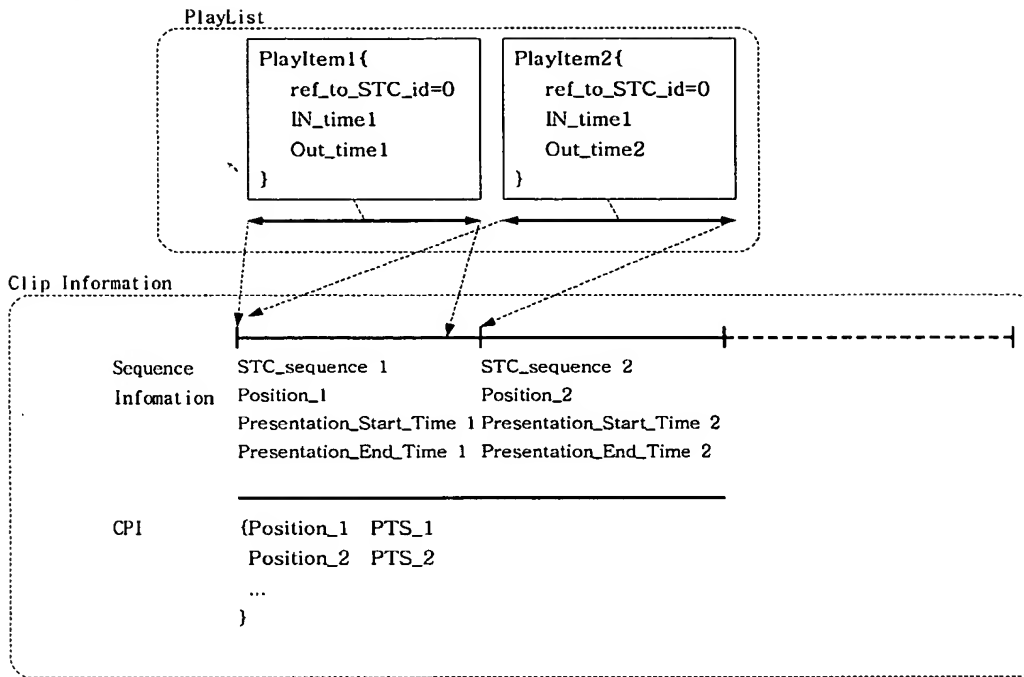 PlayList
PlayItem1{
ref_to_STC_id=0
IN_time1
Out_time1
}
PlayItem2{
ref_to_STC_id=0
IN_time1
Out_time2
}
Clip Information
Sequence
Infomation
STC_sequence 1
Position_1
Presentation_Start_Time 1
Presentation_End_Time 1
STC_sequence 2
Position_2
Presentation_Start_Time 2
Presentation_End_Time 2
CPI
{Position_1 PTS_1
Position_2 PTS_2
...
}